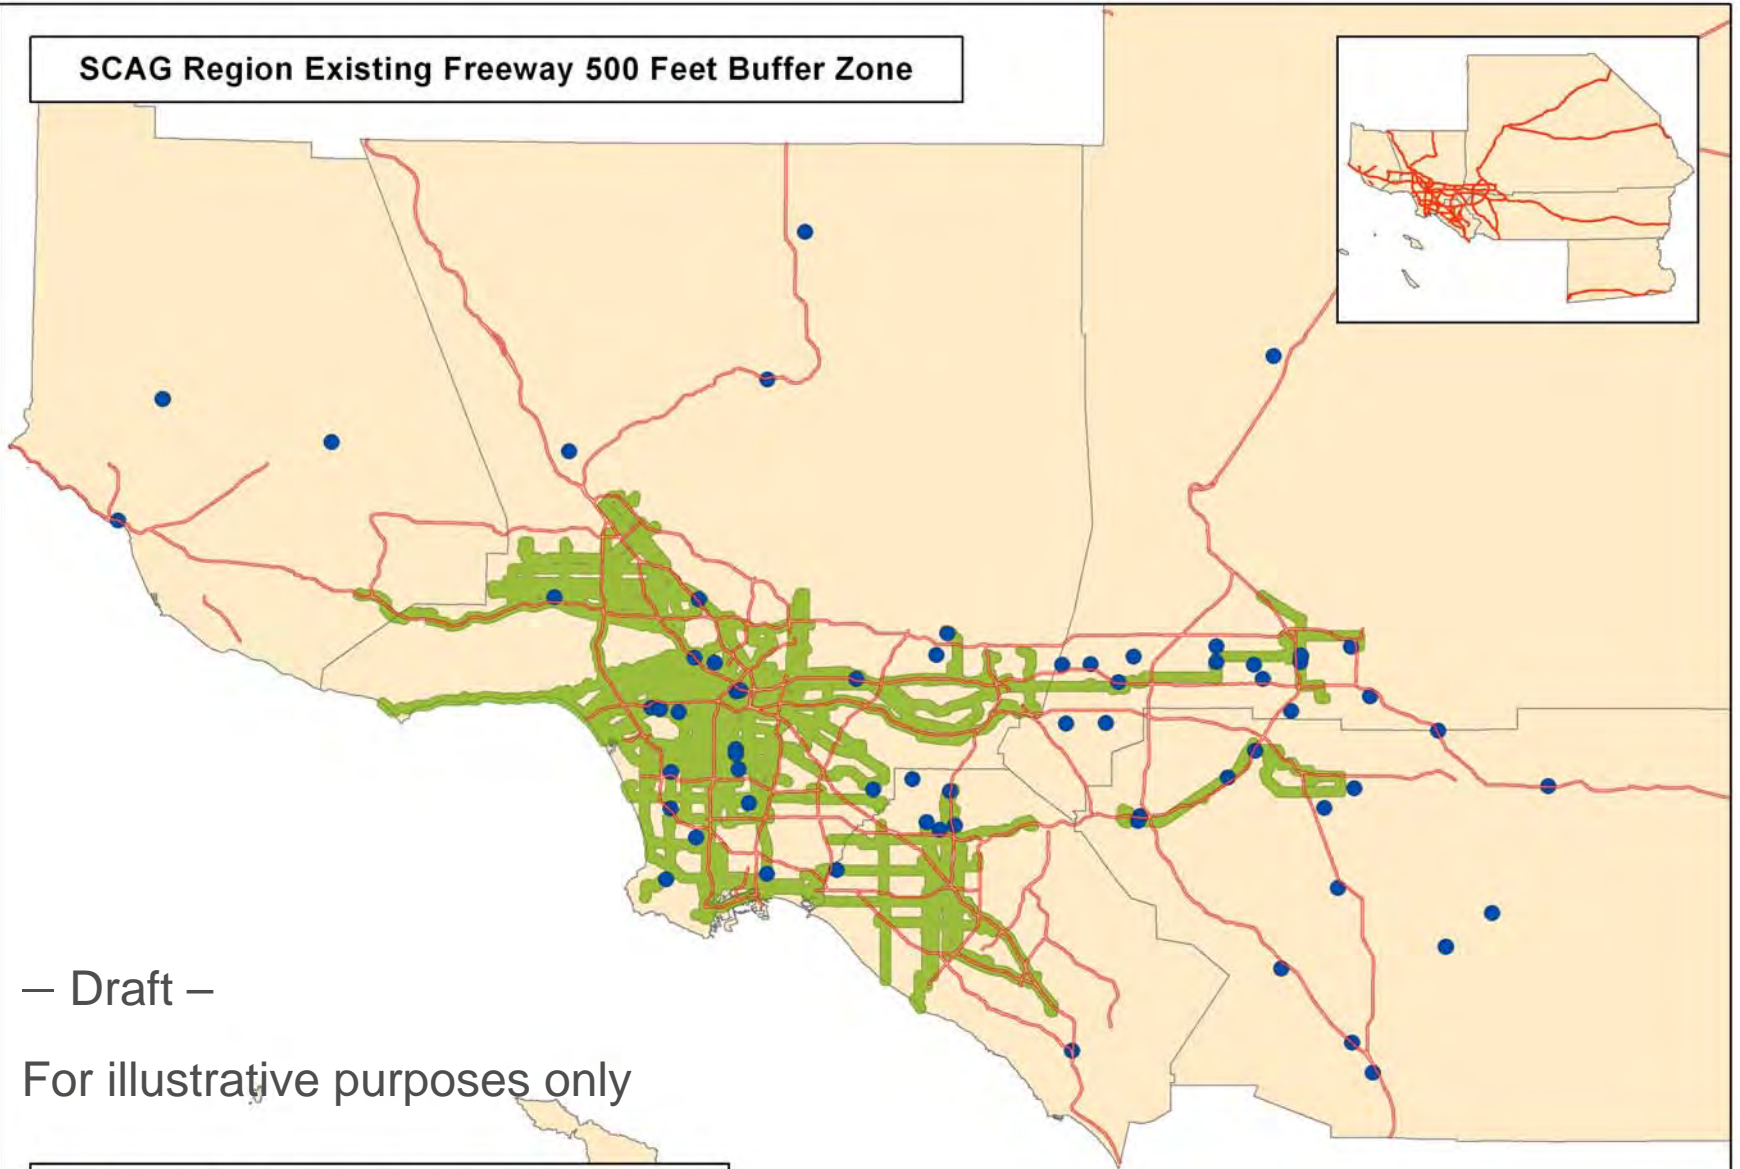 SCAG Region Existing Freeway 500 Feet Buffer Zone
— Draft –
For illustrative purposes only